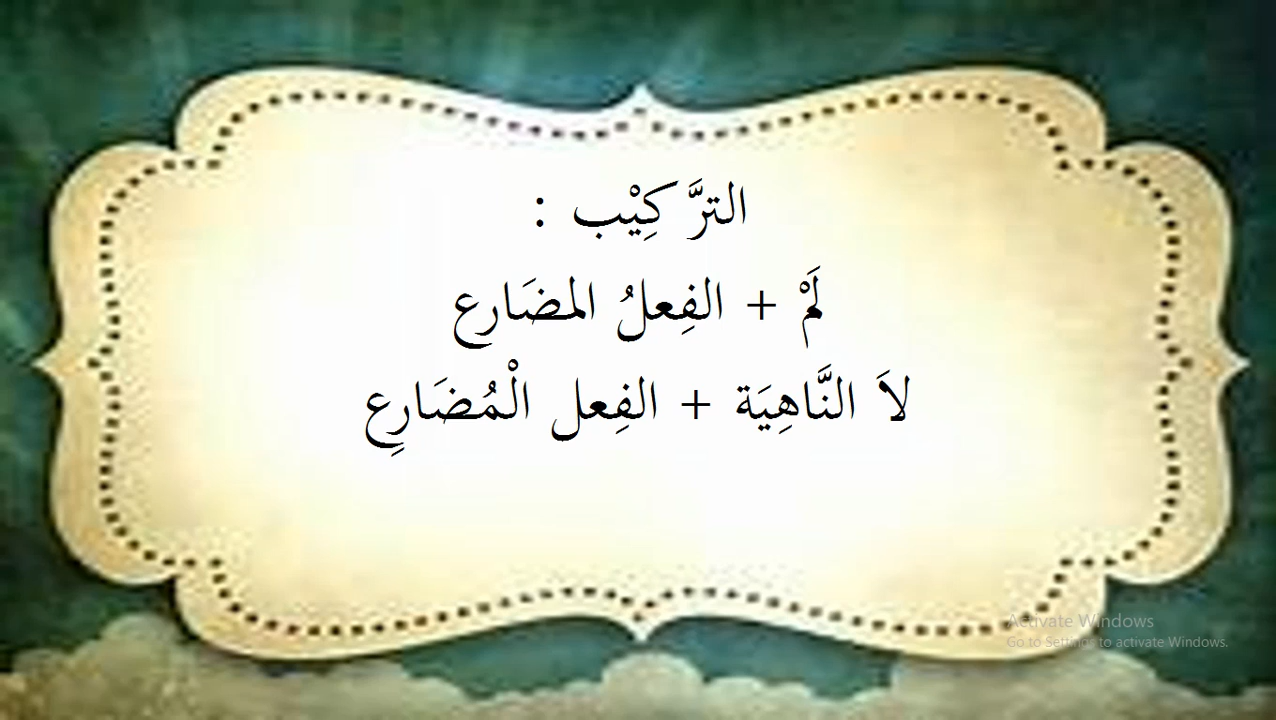 التَّرْكِيْب :
لَمْ + الفِعلُ المضَارع
لاَ النَّاهِيَة + الفِعل الْمُضَارِع
Activate Windows
Go to Settings to activate Windows.